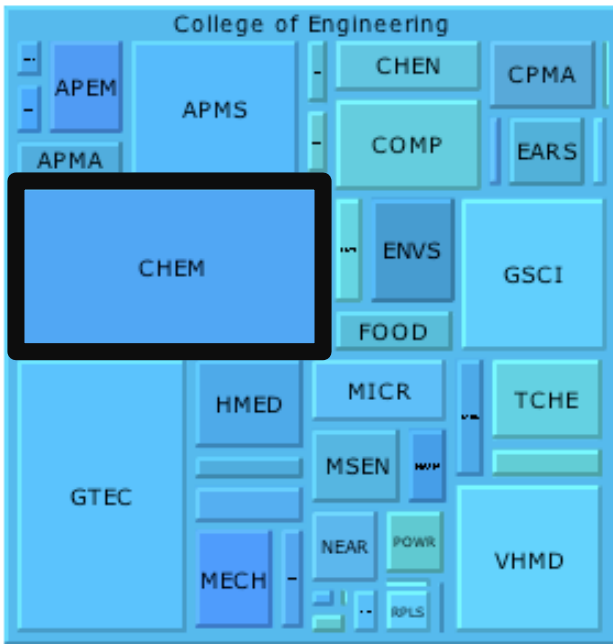 College of Engineering
APEM
APMS
CHEN
CPMA
APMA
COMP
EARS
CHEM
ENVS
GSCI
FOOD
GTEC
HMED
MICR
TCHE
MSEN
NEAR
POWR
VHMD
MECH
RPLS